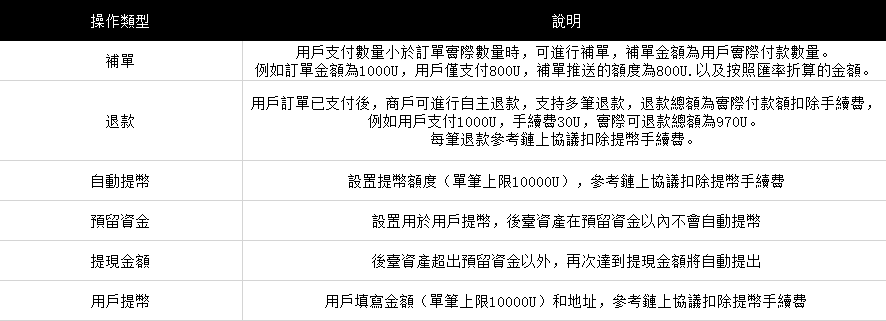 操作類型 說明
補單
用戶支付數量小於訂單實際數量時，可進行補單，補單金額為用戶實際付款數量。
例如訂單金額為1000U，用戶僅支付800U，補單推送的額度為800U.以及按照匯率折算的金額。
退款
用戶訂單已支付後，商戶可進行自主退款，支持多筆退款，退款總額為實際付款額扣除手續費，
例如用戶支付1000U，手續費30U，實際可退款總額為970U。
每筆退款參考鏈上協議扣除提幣手續費。
自動提幣 設置提幣額度（單筆上限10000U），參考鏈上協議扣除提幣手續費
預留資金 設置用於用戶提幣，後臺資產在預留資金以內不會自動提幣
提現金額 後臺資產超出預留資金以外，再次達到提現金額將自動提出
用戶提幣 用戶填寫金額（單筆上限10000U）和地址，參考鏈上協議扣除提幣手續費